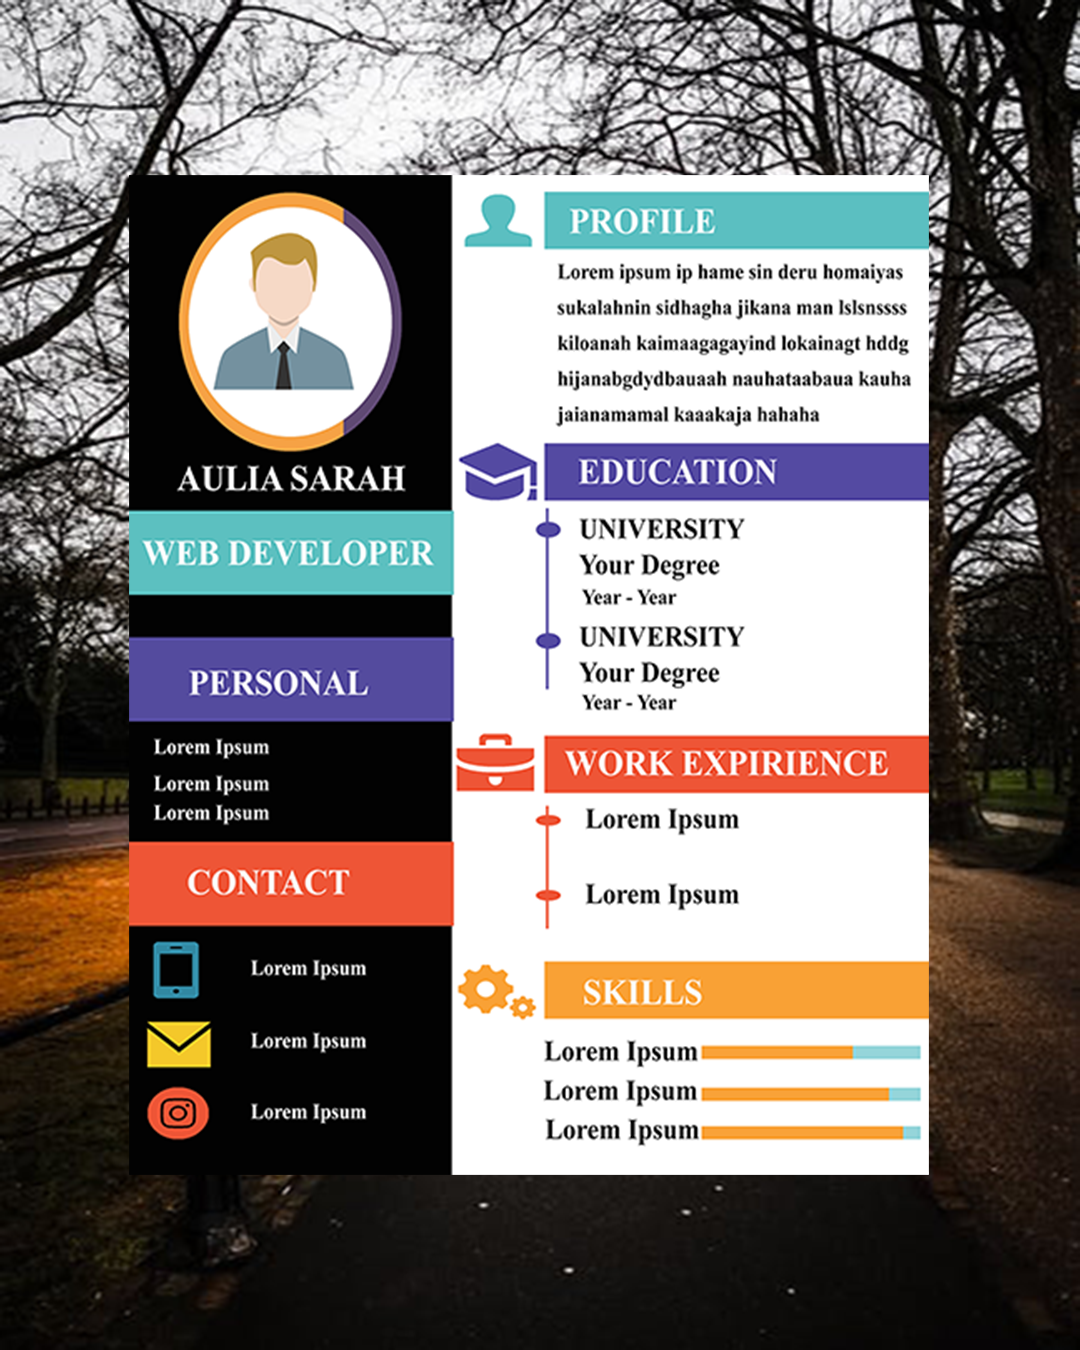 AULIA SARAH
WEB DEVELOPER
PERSONAL
Lorem Ipsum
Lorem Ipsum
Lorem Ipsum
CONTACT
Lorem Ipsum
Lorem Ipsum
Lorem Ipsum
PROFILE
Lorem ipsum ip hame sin deru homaiyas
sukalahnin sidhagha jikana man lslsnssss
kiloanah kaimaagagayind lokainagt hddg
hijanabgdydbauaah nauhataabaua kauha
jaianamamal kaaakaja hahaha
EDUCATION
UNIVERSITY
Your Degree
Year - Year
UNIVERSITY
Your Degree
Year - Year
WORK EXPIRIENCE
Lorem Ipsum
Lorem Ipsum
SKILLS
Lorem Ipsum
Lorem Ipsum
Lorem Ipsum